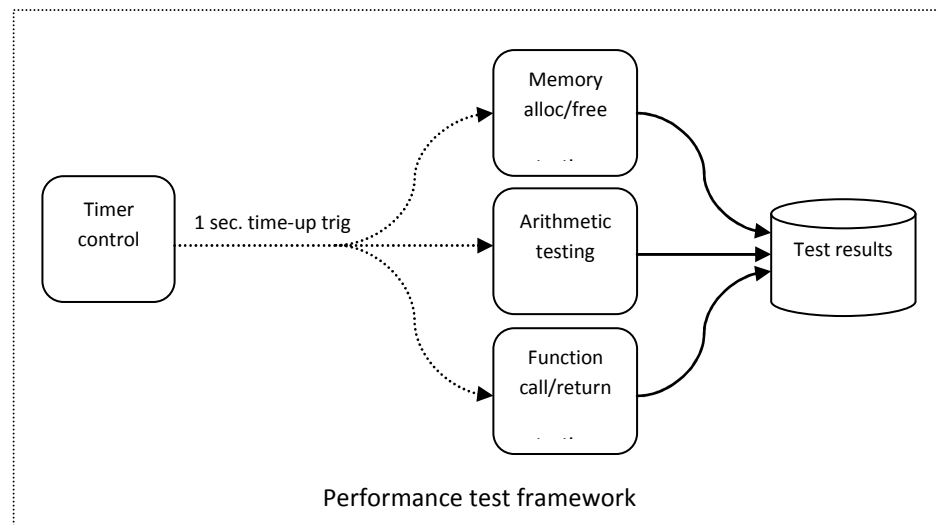 Memory
alloc/free
Timer
control
1 sec. time-up trig
Arithmetic
testing
Test results
Function
call/return
Performance test framework